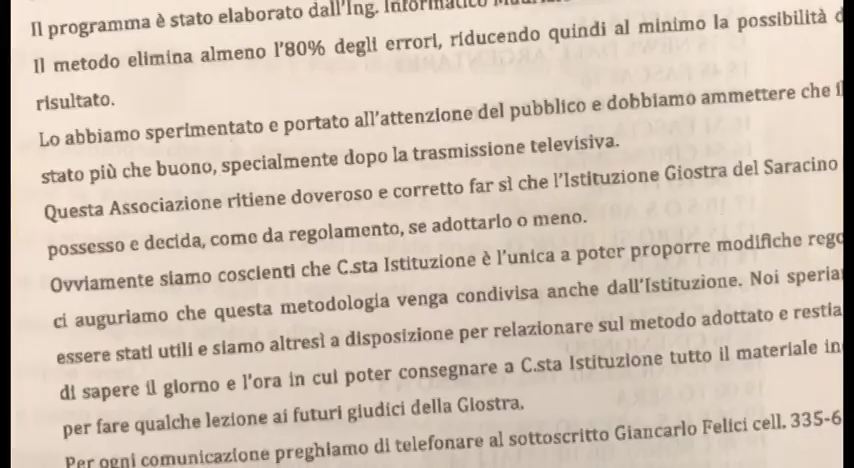 Il programma è stato elaborato dall'Ing. Informatico
Il metodo elimina almeno l'80% degli errori, riducendo quindi al minimo la possibilità
risultato.
Lo abbiamo sperimentato e portato all'attenzione del pubblico e dobbiamo ammettere che
stato più che buono, specialmente dopo la trasmissione televisiva.
Questa Associazione ritiene doveroso e corretto far sì che l'Istituzione Giostra del Saracino
possesso e decida, come da regolamento, se adottarlo o meno.
Ovviamente siamo coscienti che C.sta Istituzione è l'unica a poter proporre modifiche
ci auguriamo che questa metodologia venga condivisa anche dall'Istituzione. Noi
essere stati utili e siamo altresì a disposizione per relazionare sul metodo adottato e
di sapere il giorno e l'ora in cui poter consegnare a C.sta Istituzione tutto il materiale
per fare qualche lezione ai futuri giudici della Giostra.
Per ogni comunicazione preghiamo di telefonare al sottoscritto Giancarlo Felici cell. 335-6